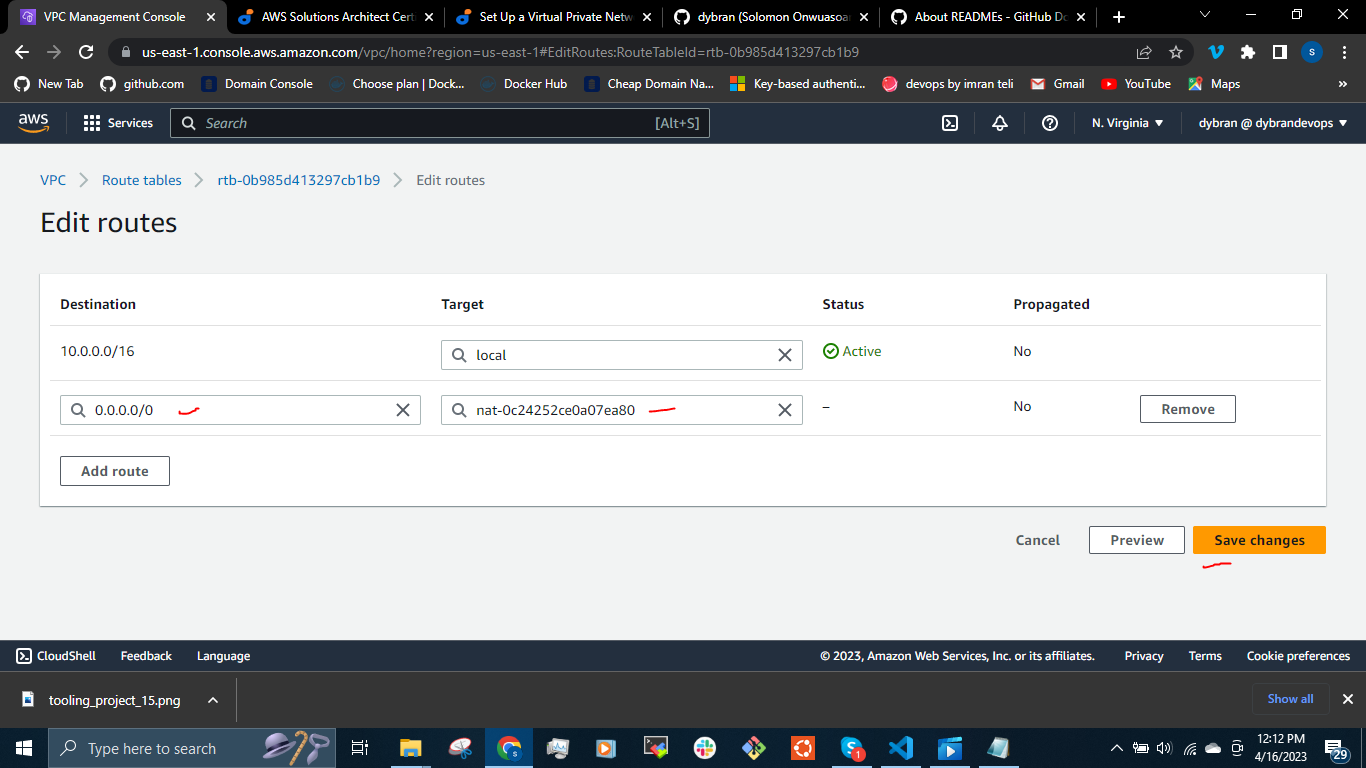 VPC Management Console
AWS Solutions Architect Cert
Set Up a Virtual Private Netw
dybran (Solomon Onwuasoar
About READMEs - GitHub Do
us-east-1.console.aws.amazon.com/vpc/home?region=us-east-1#EditRoutes:RouteTableId=rtb-0b985d413297cb1b9
S
New Tab
github.com
Domain Console
Choose plan | Dock...
Docker Hub
Cheap Domain Na...
Key-based authenti...
devops by imran teli
Gmail
YouTube
Maps
»
aws
Services
Search
[Alt+S]
N. Virginia
dybran @ dybrandevops
VPC
Route tables
rtb-0b985d413297cb1b9
Edit routes
Edit routes
Destination Target Status Propagated
10.0.0.0/16 local Active No
0.0.0.0/0 nat-0c24252ce0a07ea80 – No Remove
Add route
Cancel Preview Save changes
CloudShell Feedback Language © 2023, Amazon Web Services, Inc. or its affiliates. Privacy Terms Cookie preferences
tooling_project_15.png
Show all
Type here to search
1
12:12 PM
4/16/2023
29